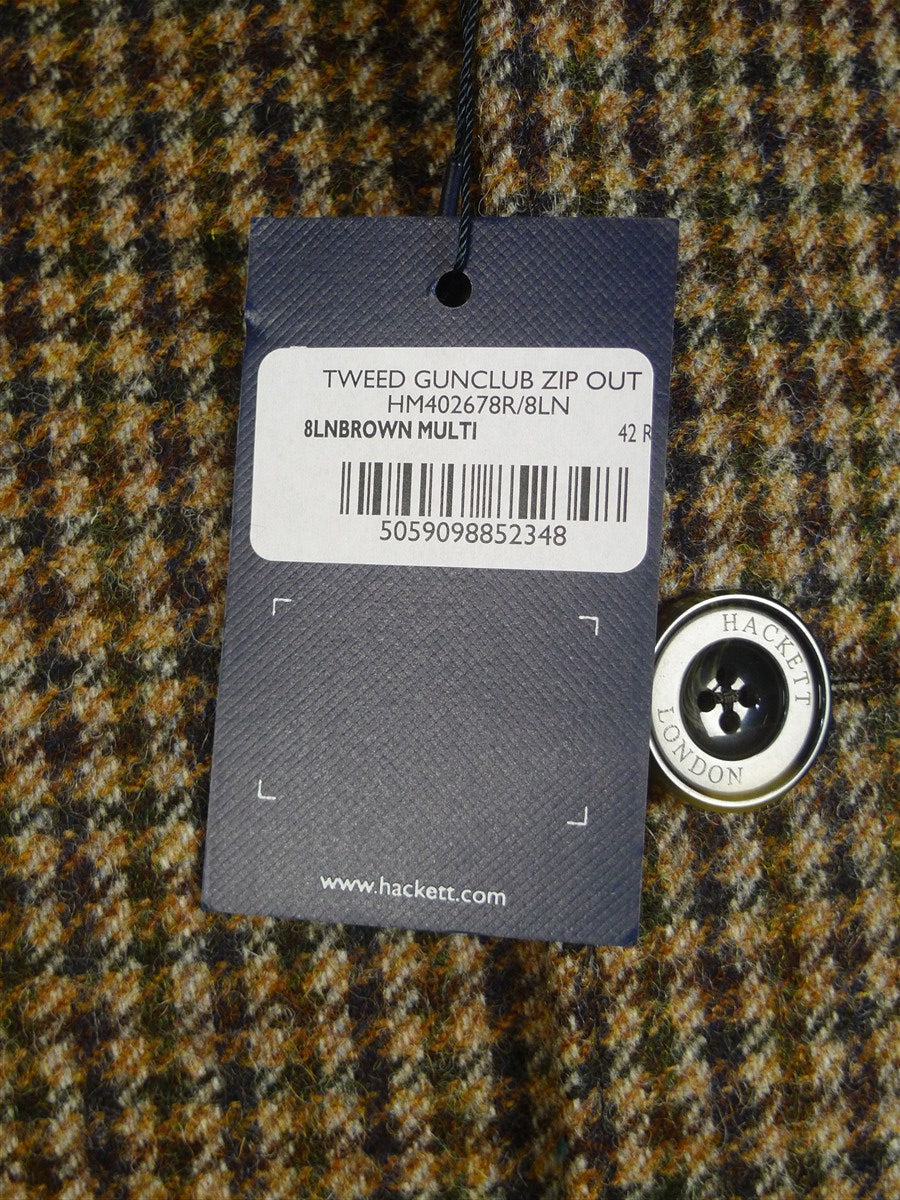 TWEED GUNCLUB ZIP OUT
HM402678R/8LN
8LNBROWN MULTI 42 R
5059098852348
HACKETT
LONDON
www.hackett.com